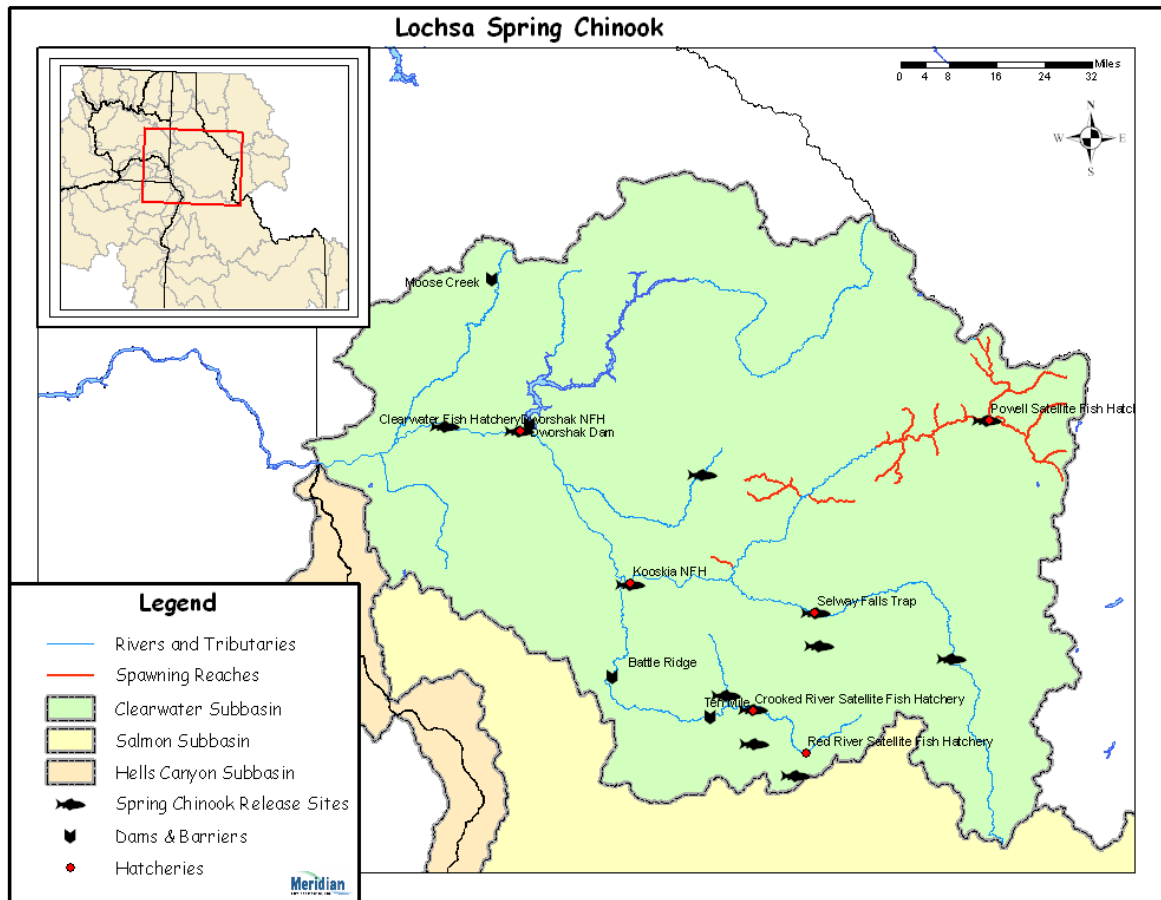 Lochsa Spring Chinook
Miles
0 4 8 16 24 32
N
W E
S
Moose Creek
Clearwater Fish Hatchery
Dworshak NFH
Dworshak Dam
Powell Satellite Fish Hatcl
Kooskia NFH
Selway Falls Trap
Battle Ridge
Crooked River Satellite Fish Hatchery
Red River Satellite Fish Hatchery
Legend
Rivers and Tributaries
Spawning Reaches
Clearwater Subbasin
Salmon Subbasin
Hells Canyon Subbasin
Spring Chinook Release Sites
Dams & Barriers
Hatcheries
Meridian